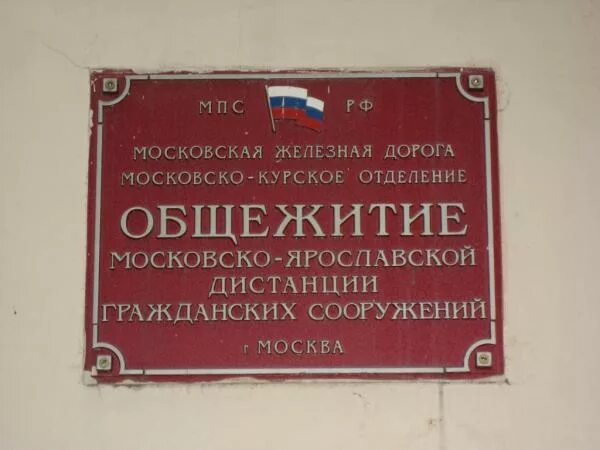 МПС РФ
МОСКОВСКАЯ ЖЕЛЕЗНАЯ ДОРОГА
МОСКОВСКО-КУРСКОЕ ОТДЕЛЕНИЕ
ОБЩЕЖИТИЕ
МОСКОВСКО-ЯРОСЛАВСКОЙ
ДИСТАНЦИИ
ГРАЖДАНСКИХ СООРУЖЕНИЙ
г МОСКВА